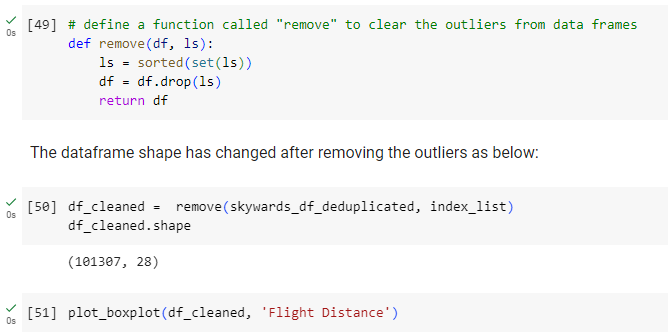 [49] # define a function called "remove" to clear the outliers from data frames
0s
def remove(df, ls):
ls = sorted(set(ls))
df = df.drop(ls)
return df
The dataframe shape has changed after removing the outliers as below:
[50] df_cleaned =  remove(skywards_df_deduplicated, index_list)
0s
df_cleaned.shape
(101307, 28)
[51] plot_boxplot(df_cleaned, 'Flight Distance')
0s